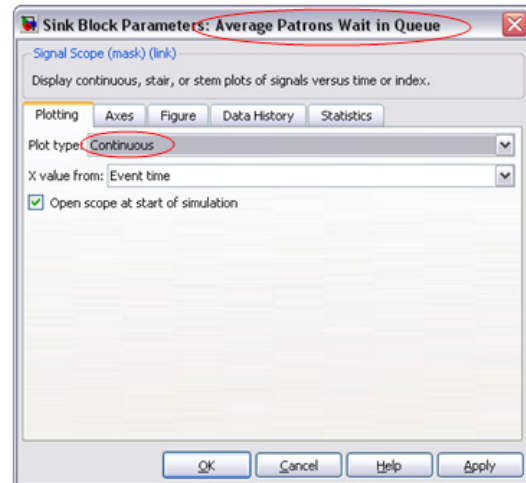 Sink Block Parameters: Average Patrons Wait in Queue
Signal Scope (mask) (link)
Display continuous, stair, or stem plots of signals versus time or index.
Plotting Axes Figure Data History Statistics
Plot type: Continuous
X value from: Event time
Open scope at start of simulation
OK Cancel Help Apply